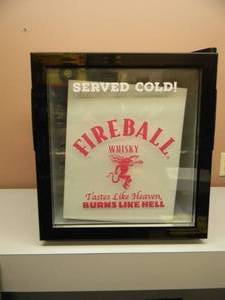 SERVED COLD!
FIREBALL
WHISKY
Tastes Like Heaven,
BURNS LIKE HELL